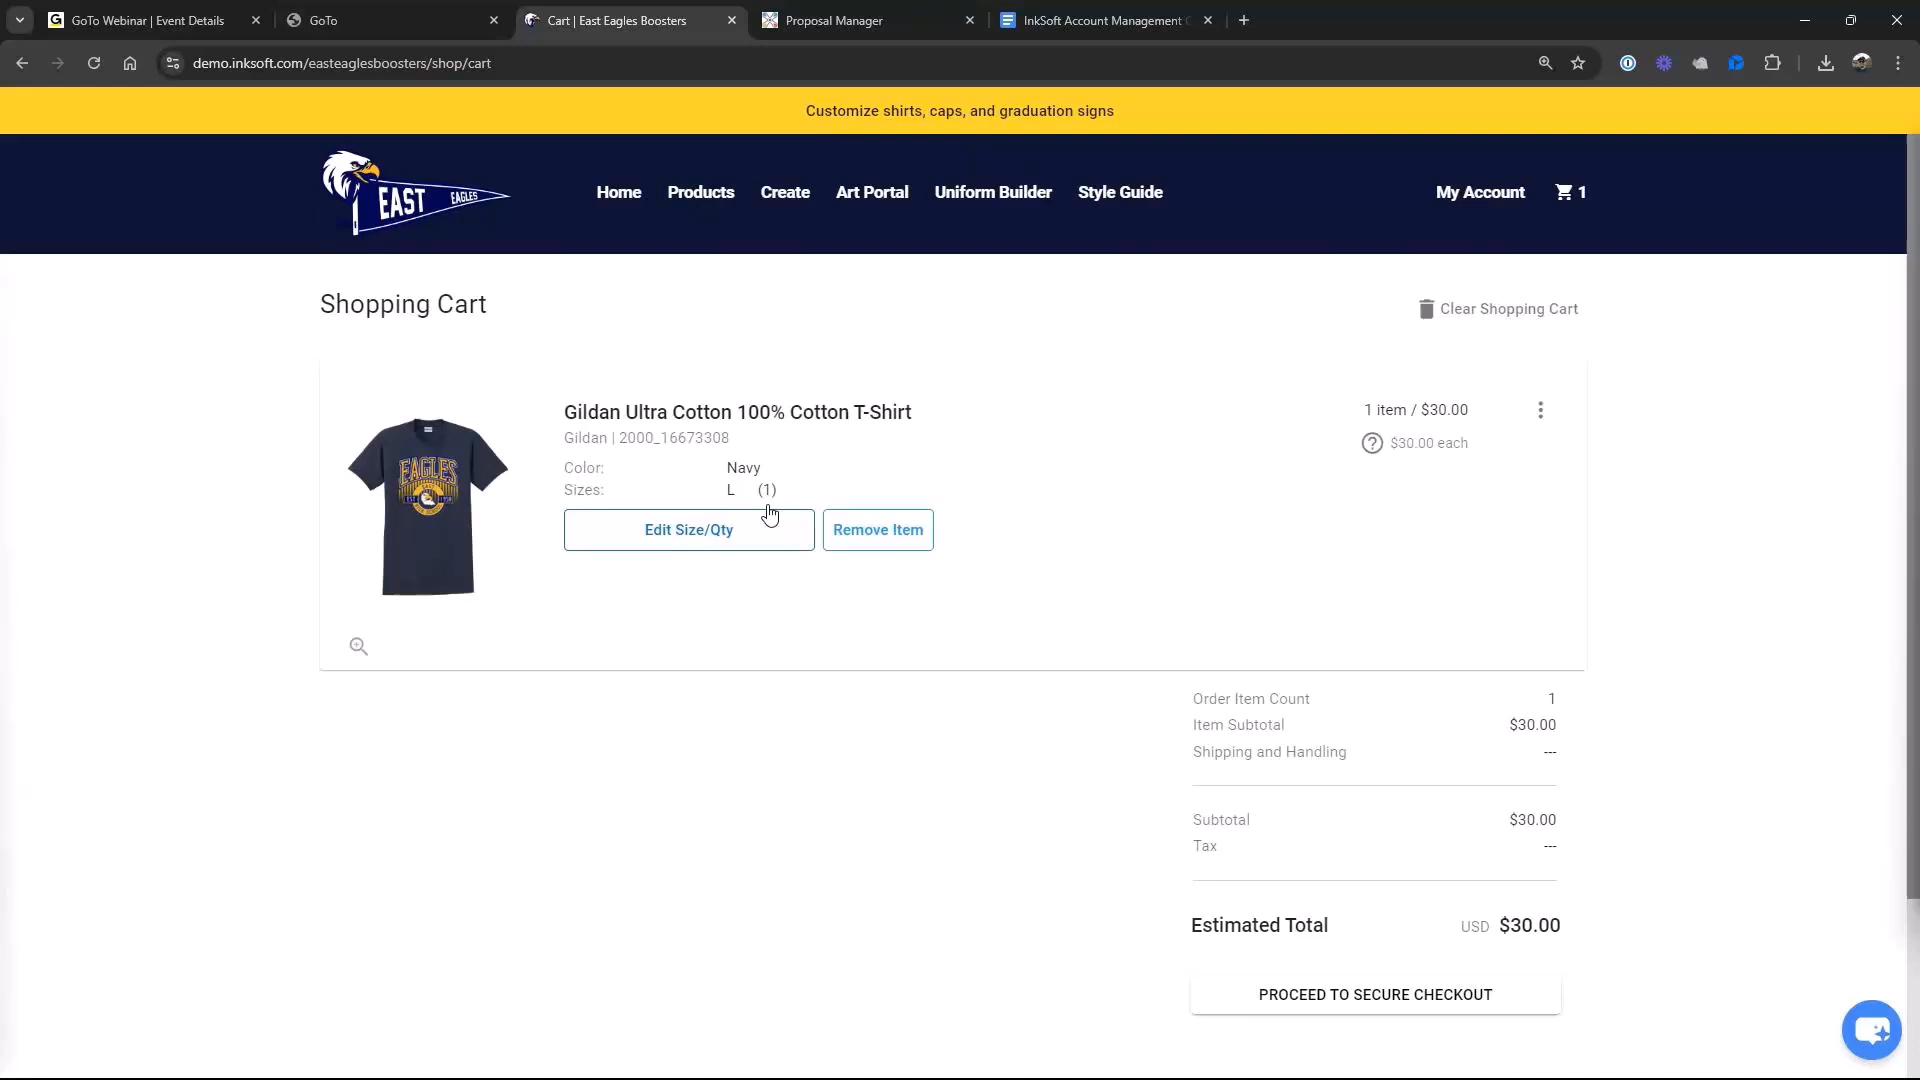 GoTo Webinar | Event Details
GoTo
Cart | East Eagles Boosters
Proposal Manager
InkSoft Account Management
demo.inksoft.com/easteaglesboosters/shop/cart
Customize shirts, caps, and graduation signs
EAST EAGLES
Home
Products
Create
Art Portal
Uniform Builder
Style Guide
My Account
1
Shopping Cart
Clear Shopping Cart
EAGLES
Gildan Ultra Cotton 100% Cotton T-Shirt
1 item / $30.00
Gildan | 2000_16673308
$30.00 each
Color: Navy
Sizes: L (1)
Edit Size/Qty
Remove Item
Order Item Count 1
Item Subtotal $30.00
Shipping and Handling ---
Subtotal $30.00
Tax ---
Estimated Total USD $30.00
PROCEED TO SECURE CHECKOUT